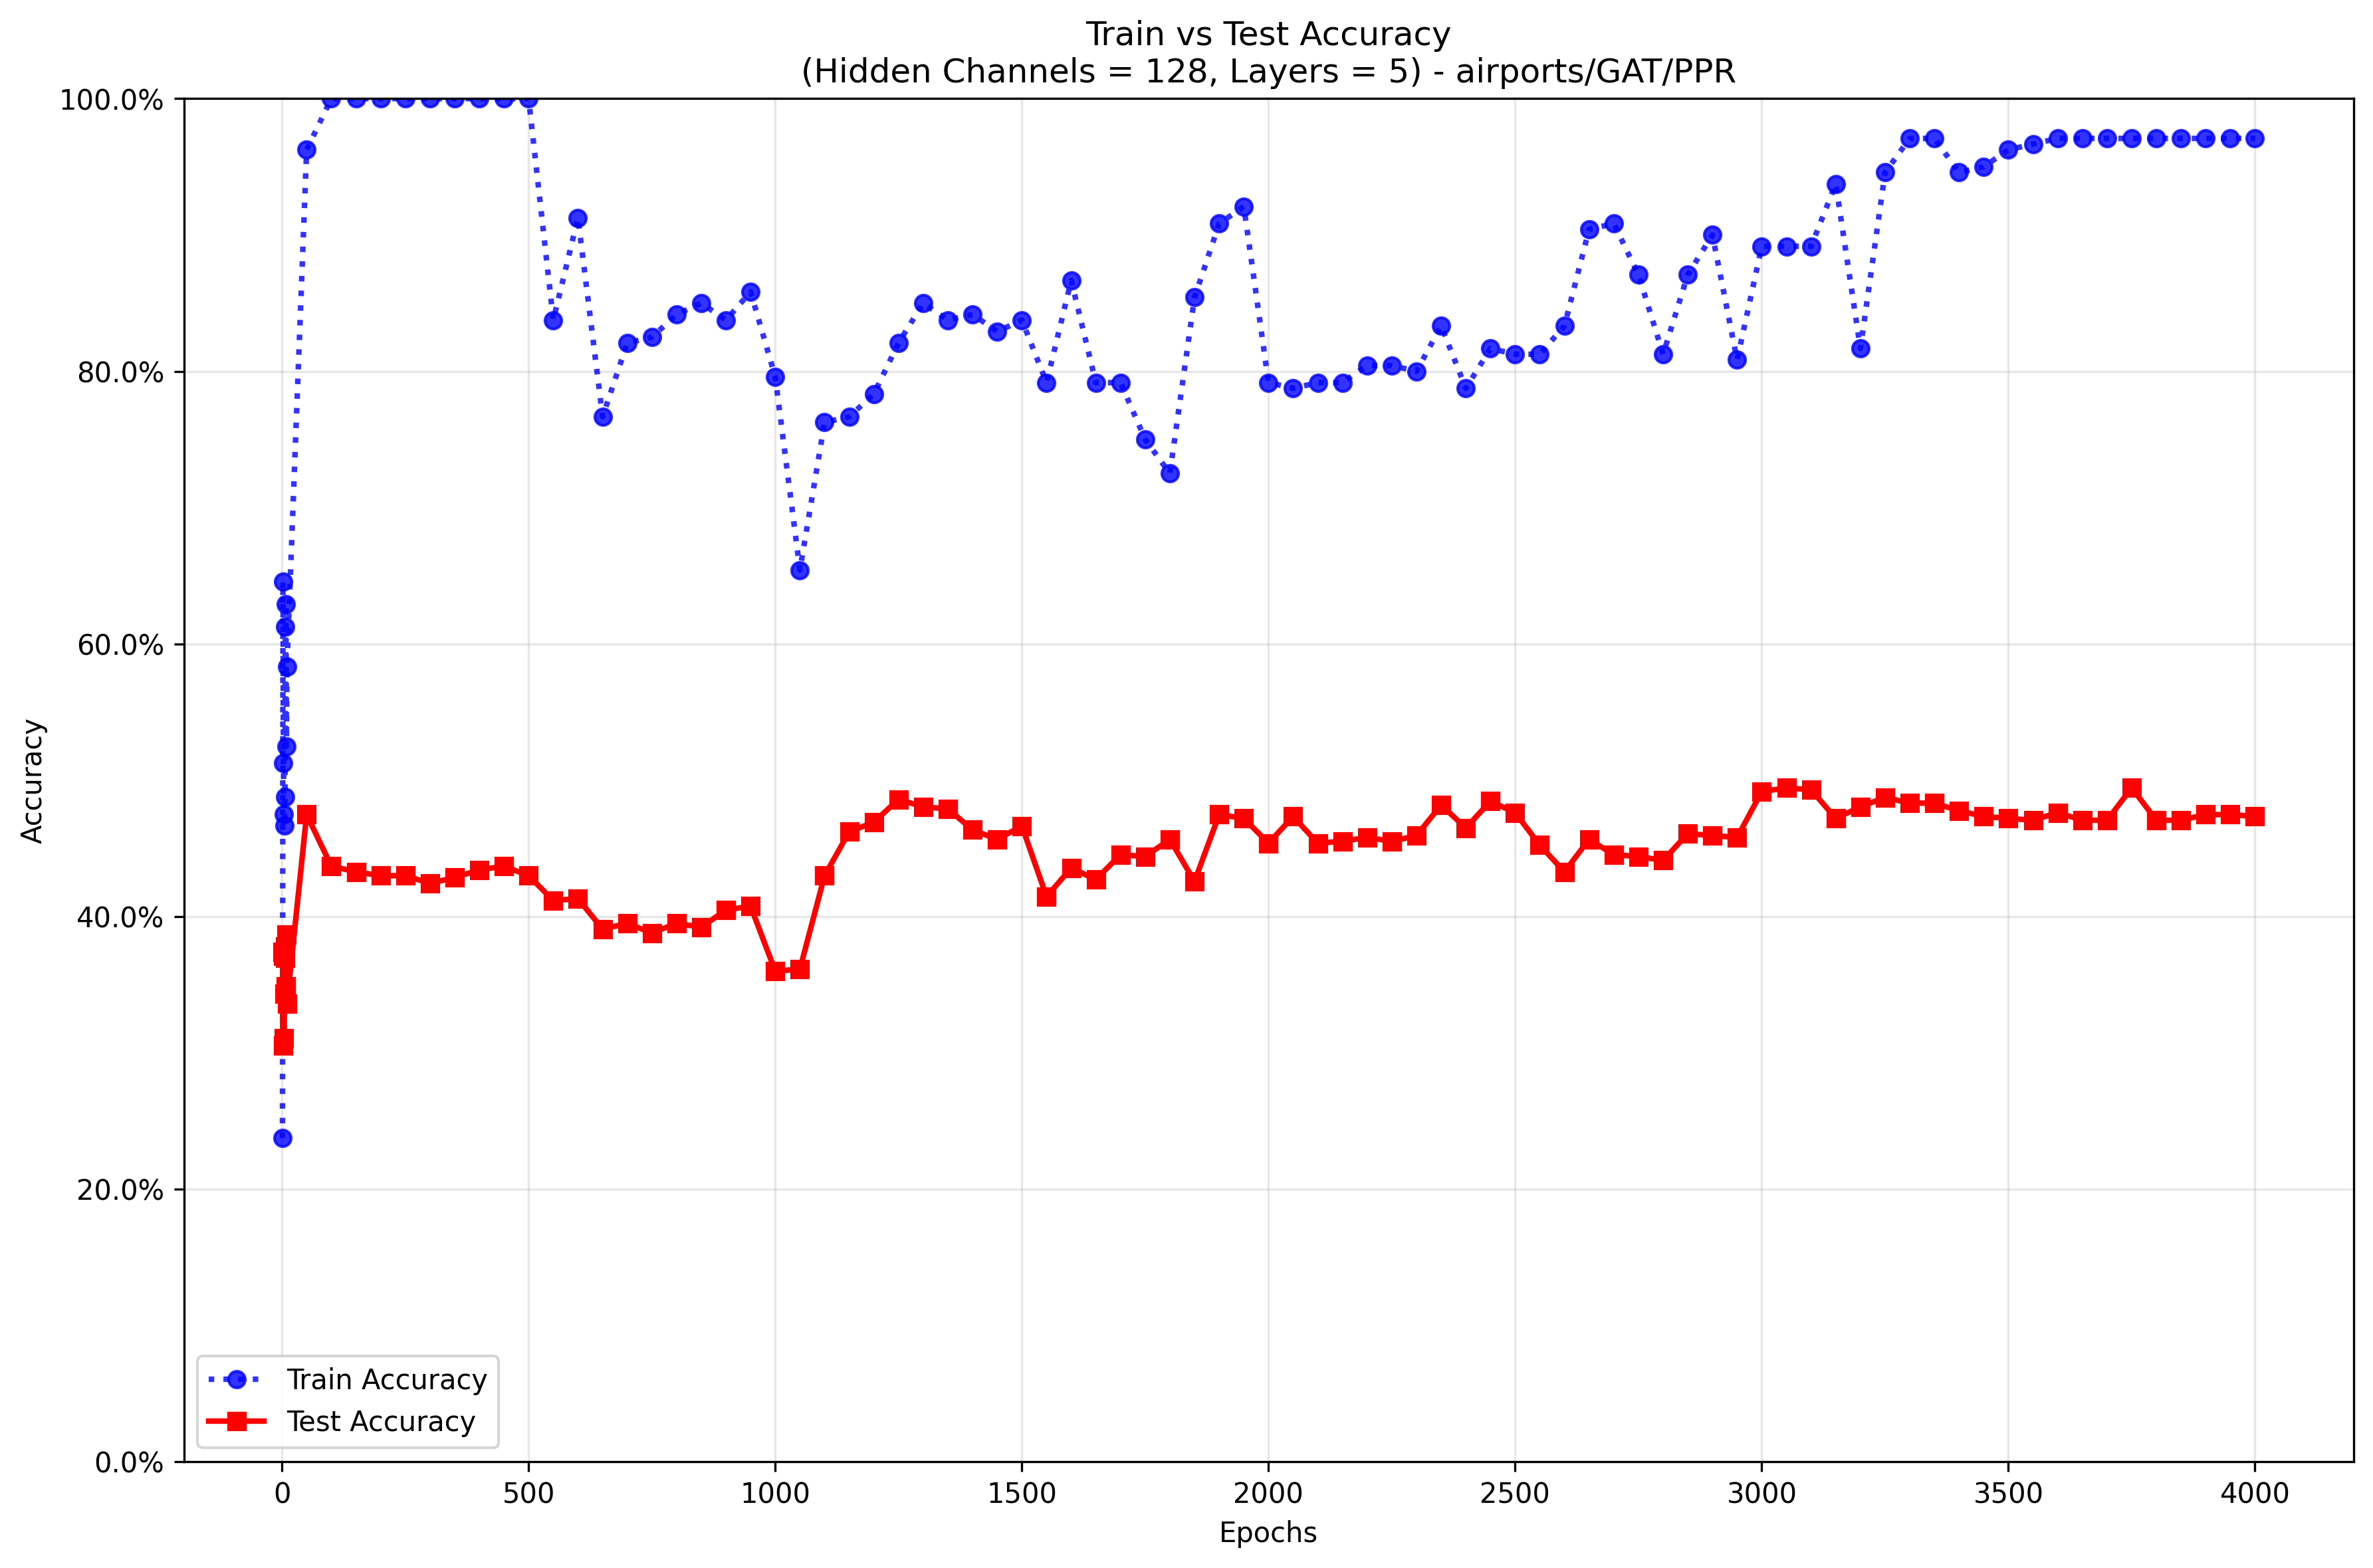 Train vs Test Accuracy
(Hidden Channels = 128, Layers = 5) - airports/GAT/PPR
100.0%
80.0%
60.0%
40.0%
20.0%
0.0%
Accuracy
Train Accuracy
Test Accuracy
0 500 1000 1500 2000 2500 3000 3500 4000
Epochs